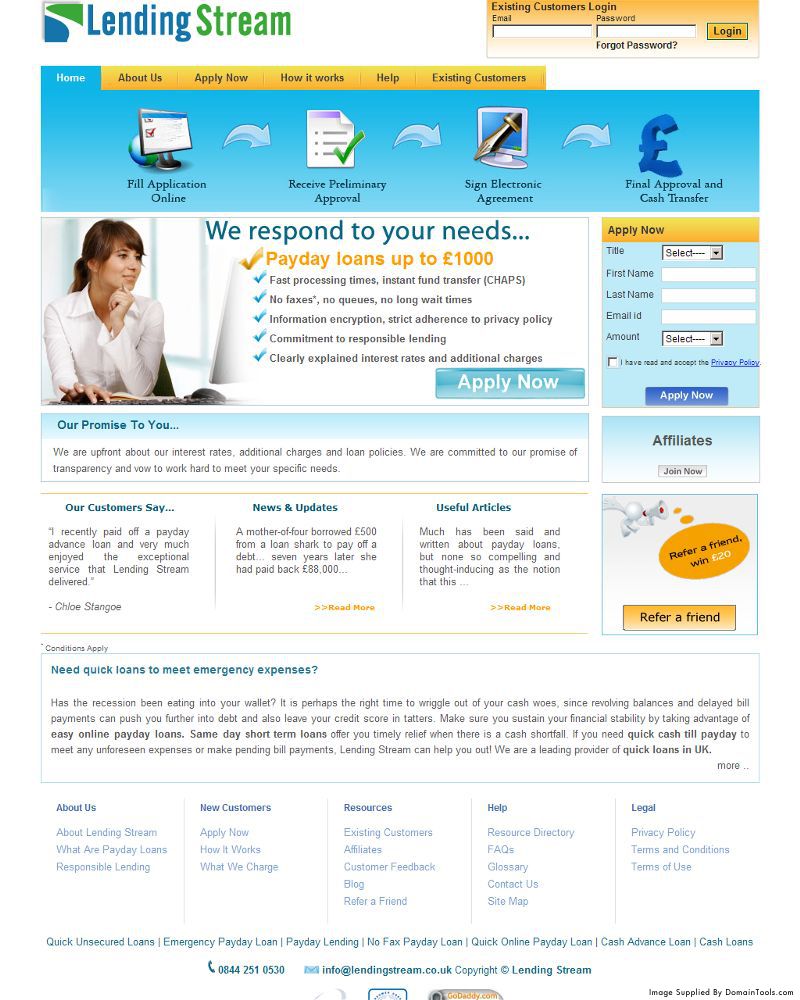 Lending Stream
Existing Customers Login
Email Password
Login
Forgot Password?
Home About Us Apply Now How it works Help Existing Customers
Fill Application
Online
Receive Preliminary
Approval
Sign Electronic
Agreement
Final Approval and
Cash Transfer
We respond to your needs...
Payday loans up to £1000
Fast processing times, instant fund transfer (CHAPS)
No faxes*, no queues, no long wait times
Information encryption, strict adherence to privacy policy
Commitment to responsible lending
Clearly explained interest rates and additional charges
Apply Now
Apply Now
Title Select----
First Name
Last Name
Email id
Amount Select----
I have read and accept the Privacy Policy.
Apply Now
Our Promise To You...
We are upfront about our interest rates, additional charges and loan policies. We are committed to our promise of
transparency and vow to work hard to meet your specific needs.
Affiliates
Join Now
Our Customers Say...
"I recently paid off a payday
advance loan and very much
enjoyed the exceptional
service that Lending Stream
delivered."
- Chloe Stangoe
News & Updates
A mother-of-four borrowed £500
from a loan shark to pay off a
debt... seven years later she
had paid back £88,000...
>>Read More
Useful Articles
Much has been said and
written about payday loans,
but none so compelling and
thought-inducing as the notion
that this ...
>>Read More
Refer a friend,
win £20
Refer a friend
* Conditions Apply
Need quick loans to meet emergency expenses?
Has the recession been eating into your wallet? It is perhaps the right time to wriggle out of your cash woes, since revolving balances and delayed bill
payments can push you further into debt and also leave your credit score in tatters. Make sure you sustain your financial stability by taking advantage of
easy online payday loans. Same day short term loans offer you timely relief when there is a cash shortfall. If you need quick cash till payday to
meet any unforeseen expenses or make pending bill payments, Lending Stream can help you out! We are a leading provider of quick loans in UK.
more ..
About Us
About Lending Stream
What Are Payday Loans
Responsible Lending
New Customers
Apply Now
How It Works
What We Charge
Resources
Existing Customers
Affiliates
Customer Feedback
Blog
Refer a Friend
Help
Resource Directory
FAQs
Glossary
Contact Us
Site Map
Legal
Privacy Policy
Terms and Conditions
Terms of Use
Quick Unsecured Loans | Emergency Payday Loan | Payday Lending | No Fax Payday Loan | Quick Online Payday Loan | Cash Advance Loan | Cash Loans
0844 251 0530 info@lendingstream.co.uk Copyright © Lending Stream
GoDaddy.com
Image Supplied By DomainTools.com